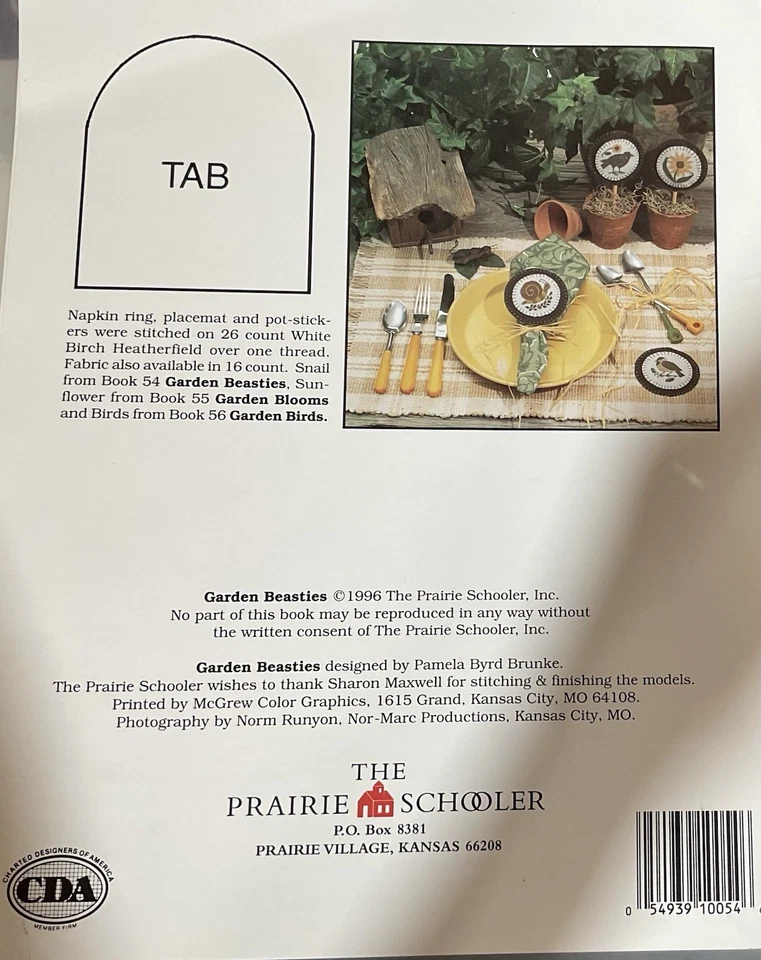 TAB
Napkin ring, placemat and pot-stick-
ers were stitched on 26 count White
Birch Heatherfield over one thread.
Fabric also available in 16 count. Snail
from Book 54 Garden Beasties, Sun-
flower from Book 55 Garden Blooms
and Birds from Book 56 Garden Birds.
Garden Beasties ©1996 The Prairie Schooler, Inc.
No part of this book may be reproduced in any way without
the written consent of The Prairie Schooler, Inc.
Garden Beasties designed by Pamela Byrd Brunke.
The Prairie Schooler wishes to thank Sharon Maxwell for stitching & finishing the models.
Printed by McGrew Color Graphics, 1615 Grand, Kansas City, MO 64108.
Photography by Norm Runyon, Nor-Marc Productions, Kansas City, MO.
THE
PRAIRIE SCHOOLER
P.O. Box 8381
PRAIRIE VILLAGE, KANSAS 66208
CHARTED DESIGNERS OF AMERICA
CDA
MEMBER FIRM
0 54939 10054